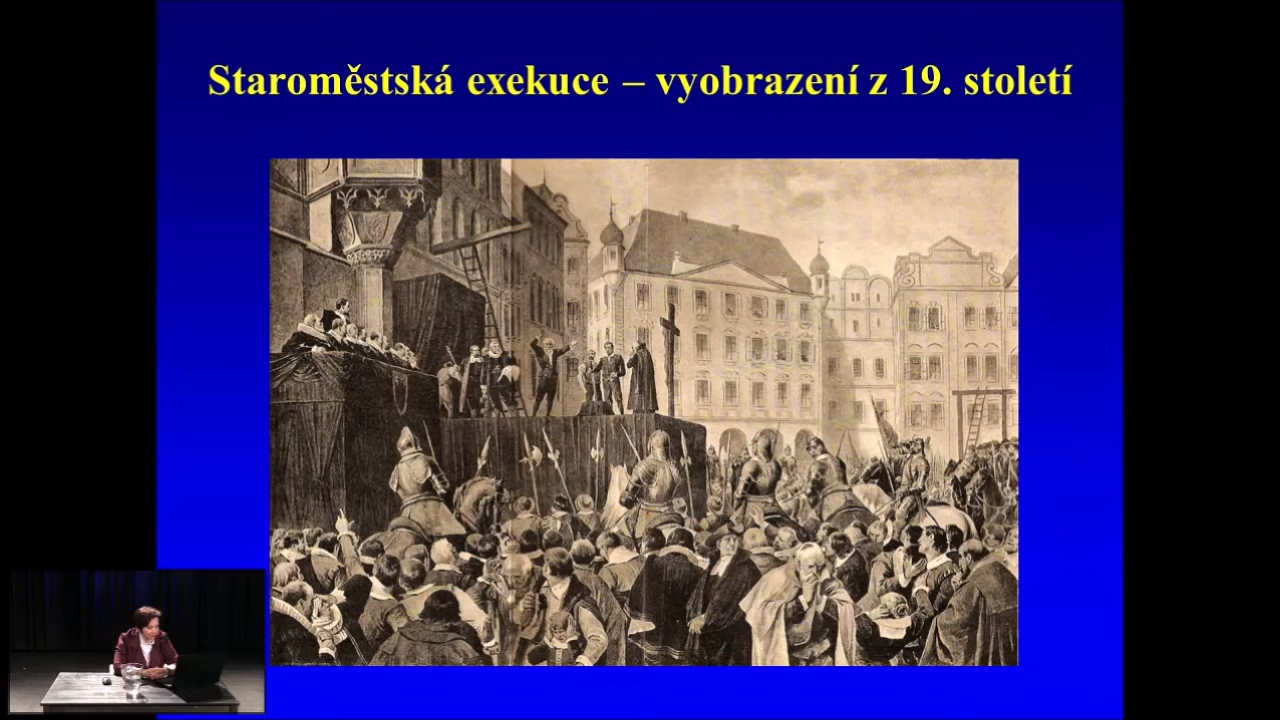 Staroměstská exekuce – vyobrazení z 19. století